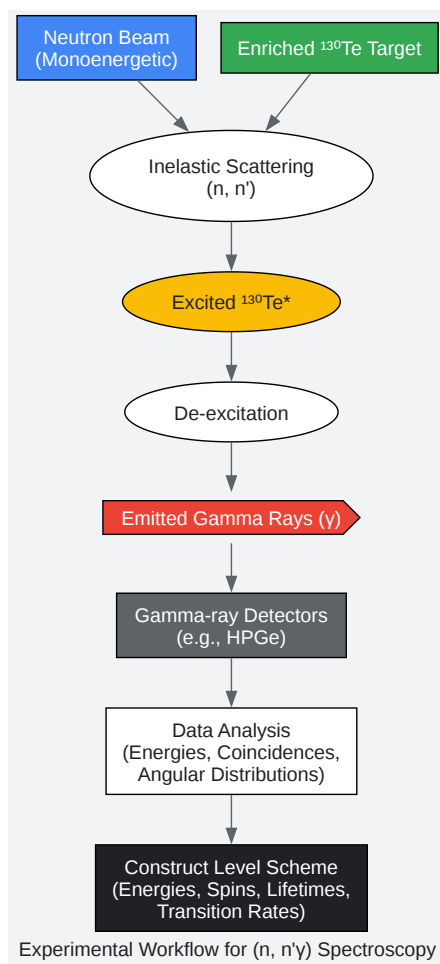 Neutron Beam
(Monoenergetic)
Enriched ¹³⁰Te Target
Inelastic Scattering
(n, n')
Excited ¹³⁰Te*
De-excitation
Emitted Gamma Rays (γ)
Gamma-ray Detectors
(e.g., HPGe)
Data Analysis
(Energies, Coincidences,
Angular Distributions)
Construct Level Scheme
(Energies, Spins, Lifetimes,
Transition Rates)
Experimental Workflow for (n, n'γ) Spectroscopy